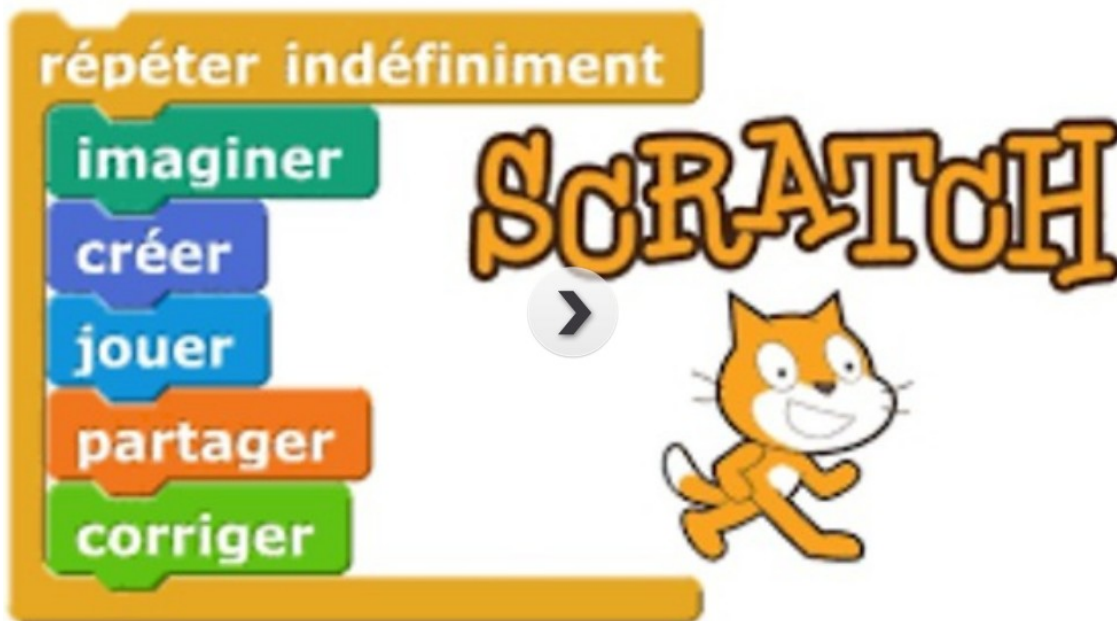 répéter indéfiniment
imaginer
créer
jouer
partager
corriger
SCRATCH